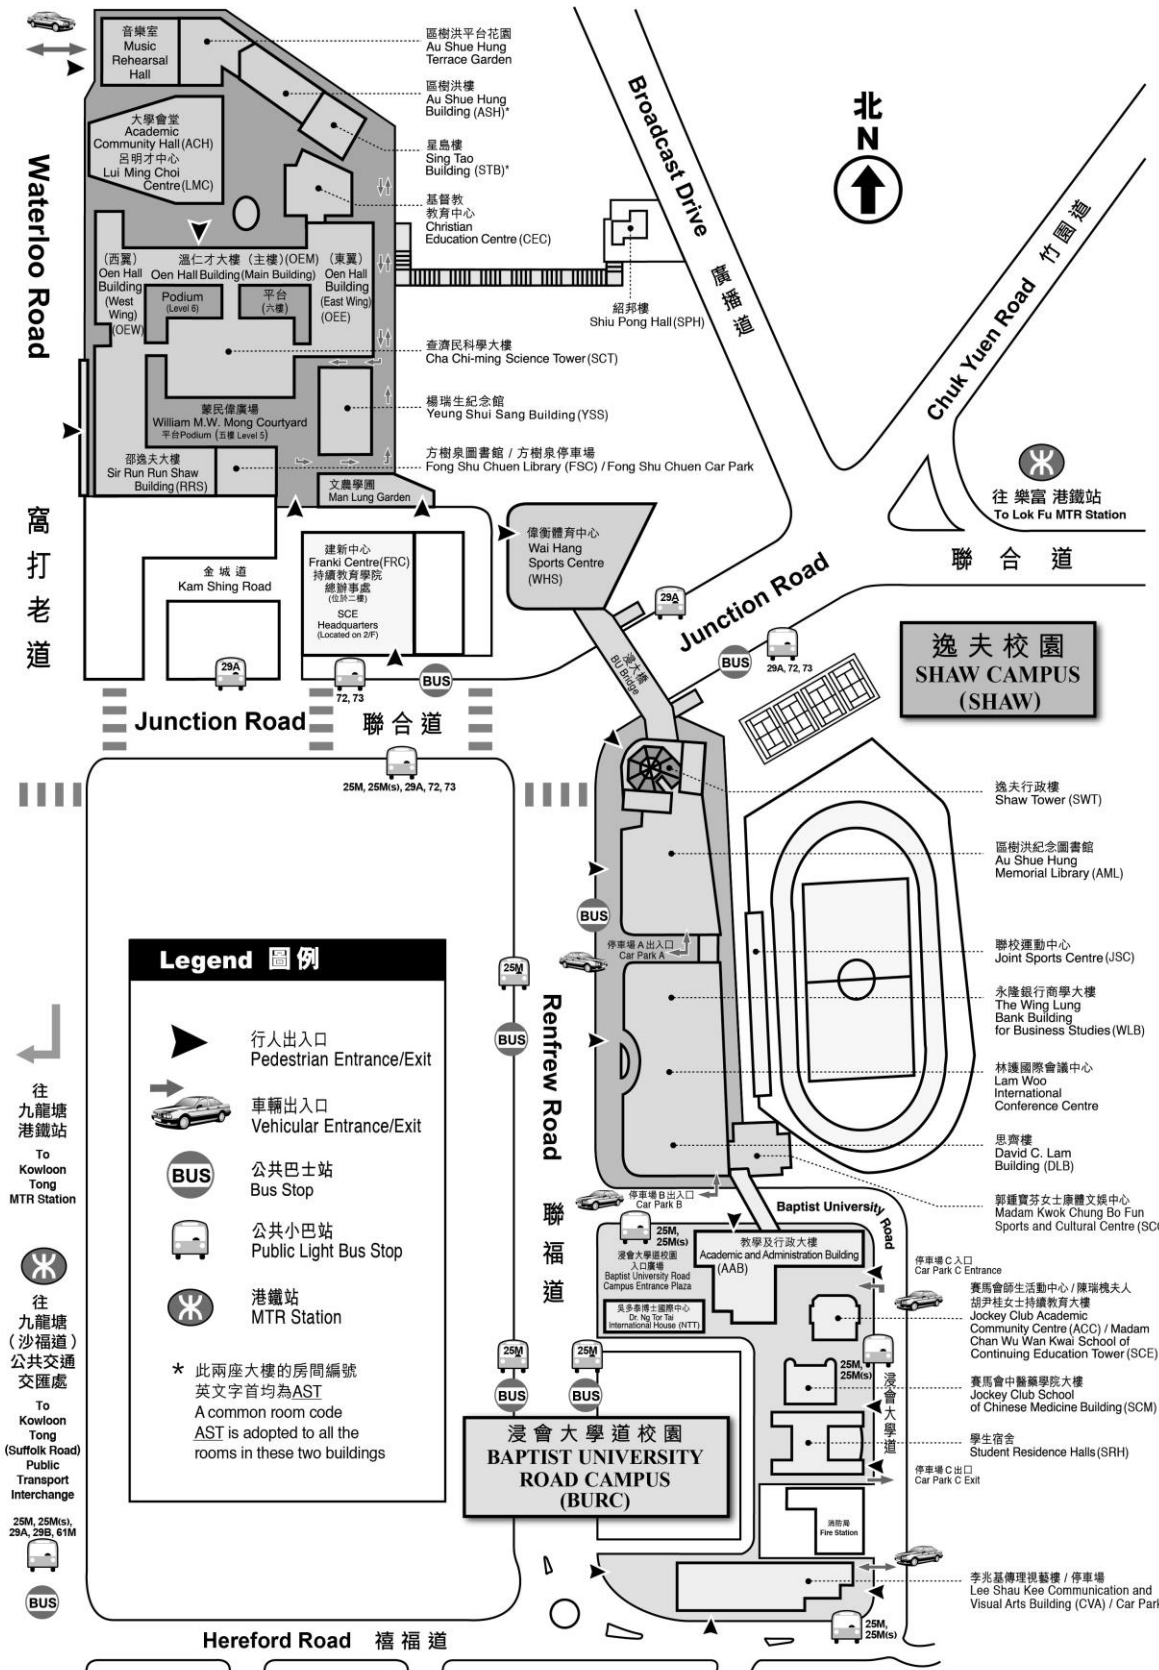 音樂室
Music
Rehearsal
Hall
區樹洪平台花園
Au Shue Hung
Terrace Garden
區樹洪樓
Au Shue Hung
Building (ASH)*
大學會堂
Academic
Community Hall (ACH)
呂明才中心
Lui Ming Choi
Centre (LMC)
星島樓
Sing Tao
Building (STB)*
基督教
教育中心
Christian
Education Centre (CEC)
Waterloo Road
窩打老道
Broadcast Drive
廣播道
北
N
Chuk Yuen Road 竹園道
(西翼)
Oen Hall
Building
(West
Wing)
(OEW)
溫仁才大樓 (主樓) (OEM)
Oen Hall Building (Main Building)
(東翼)
Oen Hall
Building
(East Wing)
(OEE)
Podium
(Level 6)
平台
(六樓)
紹邦樓
Shiu Pong Hall (SPH)
查濟民科學大樓
Cha Chi-ming Science Tower (SCT)
楊瑞生紀念館
Yeung Shui Sang Building (YSS)
蒙民偉廣場
William M.W. Mong Courtyard
平台Podium (五樓 Level 5)
方樹泉圖書館 / 方樹泉停車場
Fong Shu Chuen Library (FSC) / Fong Shu Chuen Car Park
邵逸夫大樓
Sir Run Run Shaw
Building (RRS)
文農學圃
Man Lung Garden
往 樂富 港鐵站
To Lok Fu MTR Station
聯合道
偉衡體育中心
Wai Hang
Sports Centre
(WHS)
建新中心
Franki Centre (FRC)
持續教育學院
總辦事處
(位於二樓)
SCE
Headquarters
(Located on 2/F)
金城道
Kam Shing Road
29A
Junction Road
浸大橋
BU Bridge
BUS
29A, 72, 73
逸夫校園
SHAW CAMPUS
(SHAW)
29A
72, 73
BUS
Junction Road 聯合道
25M, 25M(s), 29A, 72, 73
逸夫行政樓
Shaw Tower (SWT)
區樹洪紀念圖書館
Au Shue Hung
Memorial Library (AML)
BUS
停車場 A 出入口
Car Park A
聯校運動中心
Joint Sports Centre (JSC)
永隆銀行商學大樓
The Wing Lung
Bank Building
for Business Studies (WLB)
林護國際會議中心
Lam Woo
International
Conference Centre
思齊樓
David C. Lam
Building (DLB)
郭鍾寶芬女士康體文娛中心
Madam Kwok Chung Bo Fun
Sports and Cultural Centre (SCC
25M
BUS
Renfrew Road
聯福道
Legend 圖例
行人出入口
Pedestrian Entrance/Exit
車輛出入口
Vehicular Entrance/Exit
BUS
公共巴士站
Bus Stop
公共小巴站
Public Light Bus Stop
港鐵站
MTR Station
* 此兩座大樓的房間編號
英文字首均為AST
A common room code
AST is adopted to all the
rooms in these two buildings
往
九龍塘
港鐵站
To
Kowloon
Tong
MTR Station
往
九龍塘
(沙福道)
公共交通
交匯處
To
Kowloon
Tong
(Suffolk Road)
Public
Transport
Interchange
25M, 25M(s),
29A, 29B, 61M
BUS
停車場 B 出入口
Car Park B
Baptist University Road
25M,
25M(s)
浸會大學道校園
入口廣場
Baptist University Road
Campus Entrance Plaza
教學及行政大樓
Academic and Administration Building
(AAB)
停車場 C 入口
Car Park C Entrance
吳多泰博士國際中心
Dr. Ng Tor Tai
International House (NTT)
賽馬會師生活動中心 / 陳瑞槐夫人
胡尹桂女士持續教育大樓
Jockey Club Academic
Community Centre (ACC) / Madam
Chan Wu Wan Kwai School of
Continuing Education Tower (SCE)
25M
BUS
25M
BUS
25M,
25M(s)
浸會大學道
賽馬會中醫藥學院大樓
Jockey Club School
of Chinese Medicine Building (SCM)
學生宿舍
Student Residence Halls (SRH)
停車場 C 出口
Car Park C Exit
浸會大學道校園
BAPTIST UNIVERSITY
ROAD CAMPUS
(BURC)
消防局
Fire Station
李兆基傳理視藝樓 / 停車場
Lee Shau Kee Communication and
Visual Arts Building (CVA) / Car Park
25M,
25M(s)
Hereford Road 禧福道